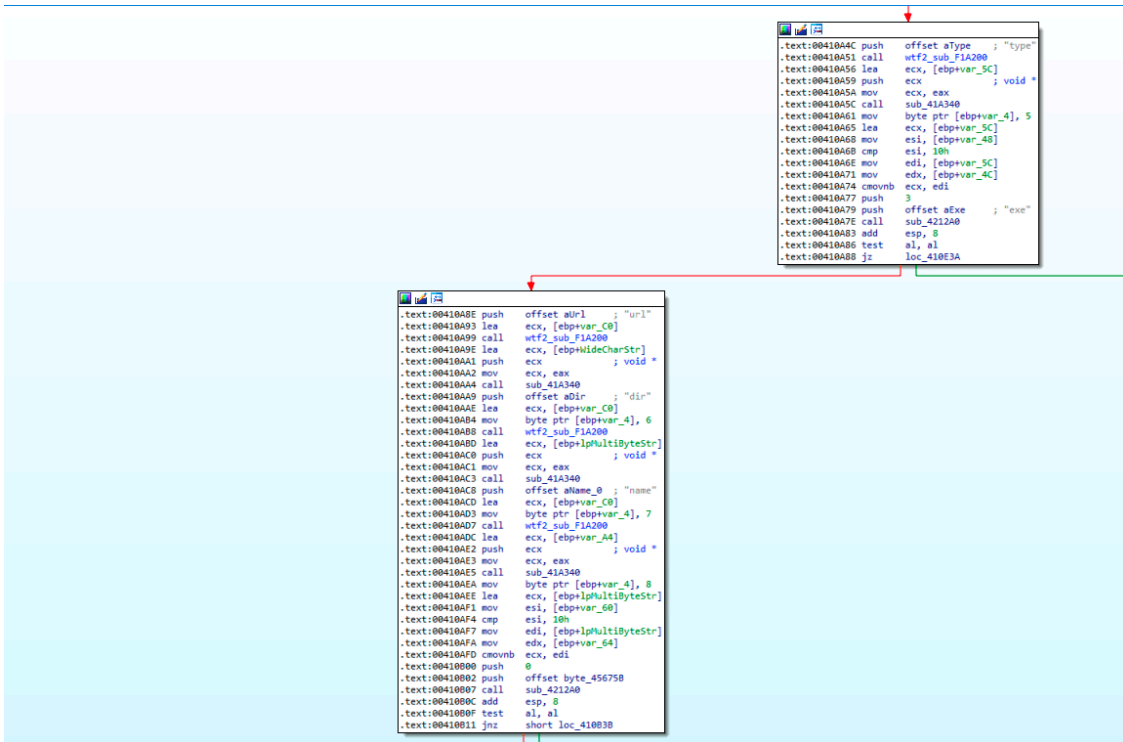 .text:00410A4C push offset aType ; "type"
.text:00410A51 call wtf2_sub_F1A200
.text:00410A56 lea ecx, [ebp+var_5C]
.text:00410A59 push ecx ; void *
.text:00410A5A mov ecx, eax
.text:00410A5C call sub_41A340
.text:00410A61 mov byte ptr [ebp+var_4], 5
.text:00410A65 lea ecx, [ebp+var_5C]
.text:00410A68 mov esi, [ebp+var_48]
.text:00410A6B cmp esi, 10h
.text:00410A6E mov edi, [ebp+var_5C]
.text:00410A71 mov edx, [ebp+var_4C]
.text:00410A74 cmovnb ecx, edi
.text:00410A77 push 3
.text:00410A79 push offset aExe ; "exe"
.text:00410A7E call sub_4212A0
.text:00410A83 add esp, 8
.text:00410A86 test al, al
.text:00410A88 jz loc_410E3A
.text:00410A8E push offset aUrl ; "url"
.text:00410A93 lea ecx, [ebp+var_C0]
.text:00410A99 call wtf2_sub_F1A200
.text:00410A9E lea ecx, [ebp+WideCharStr]
.text:00410AA1 push ecx ; void *
.text:00410AA2 mov ecx, eax
.text:00410AA4 call sub_41A340
.text:00410AA9 push offset aDir ; "dir"
.text:00410AAE lea ecx, [ebp+var_C0]
.text:00410AB4 mov byte ptr [ebp+var_4], 6
.text:00410AB8 call wtf2_sub_F1A200
.text:00410ABD lea ecx, [ebp+lpMultiByteStr]
.text:00410AC0 push ecx ; void *
.text:00410AC1 mov ecx, eax
.text:00410AC3 call sub_41A340
.text:00410AC8 push offset aName_0 ; "name"
.text:00410ACD lea ecx, [ebp+var_C0]
.text:00410AD3 mov byte ptr [ebp+var_4], 7
.text:00410AD7 call wtf2_sub_F1A200
.text:00410ADC lea ecx, [ebp+var_A4]
.text:00410AE2 push ecx ; void *
.text:00410AE3 mov ecx, eax
.text:00410AE5 call sub_41A340
.text:00410AEA mov byte ptr [ebp+var_4], 8
.text:00410AEE lea ecx, [ebp+lpMultiByteStr]
.text:00410AF1 mov esi, [ebp+var_60]
.text:00410AF4 cmp esi, 10h
.text:00410AF7 mov edi, [ebp+lpMultiByteStr]
.text:00410AFA mov edx, [ebp+var_64]
.text:00410AFD cmovnb ecx, edi
.text:00410B00 push 0
.text:00410B02 push offset byte_45675B
.text:00410B07 call sub_4212A0
.text:00410B0C add esp, 8
.text:00410B0F test al, al
.text:00410B11 jnz short loc_410B3B